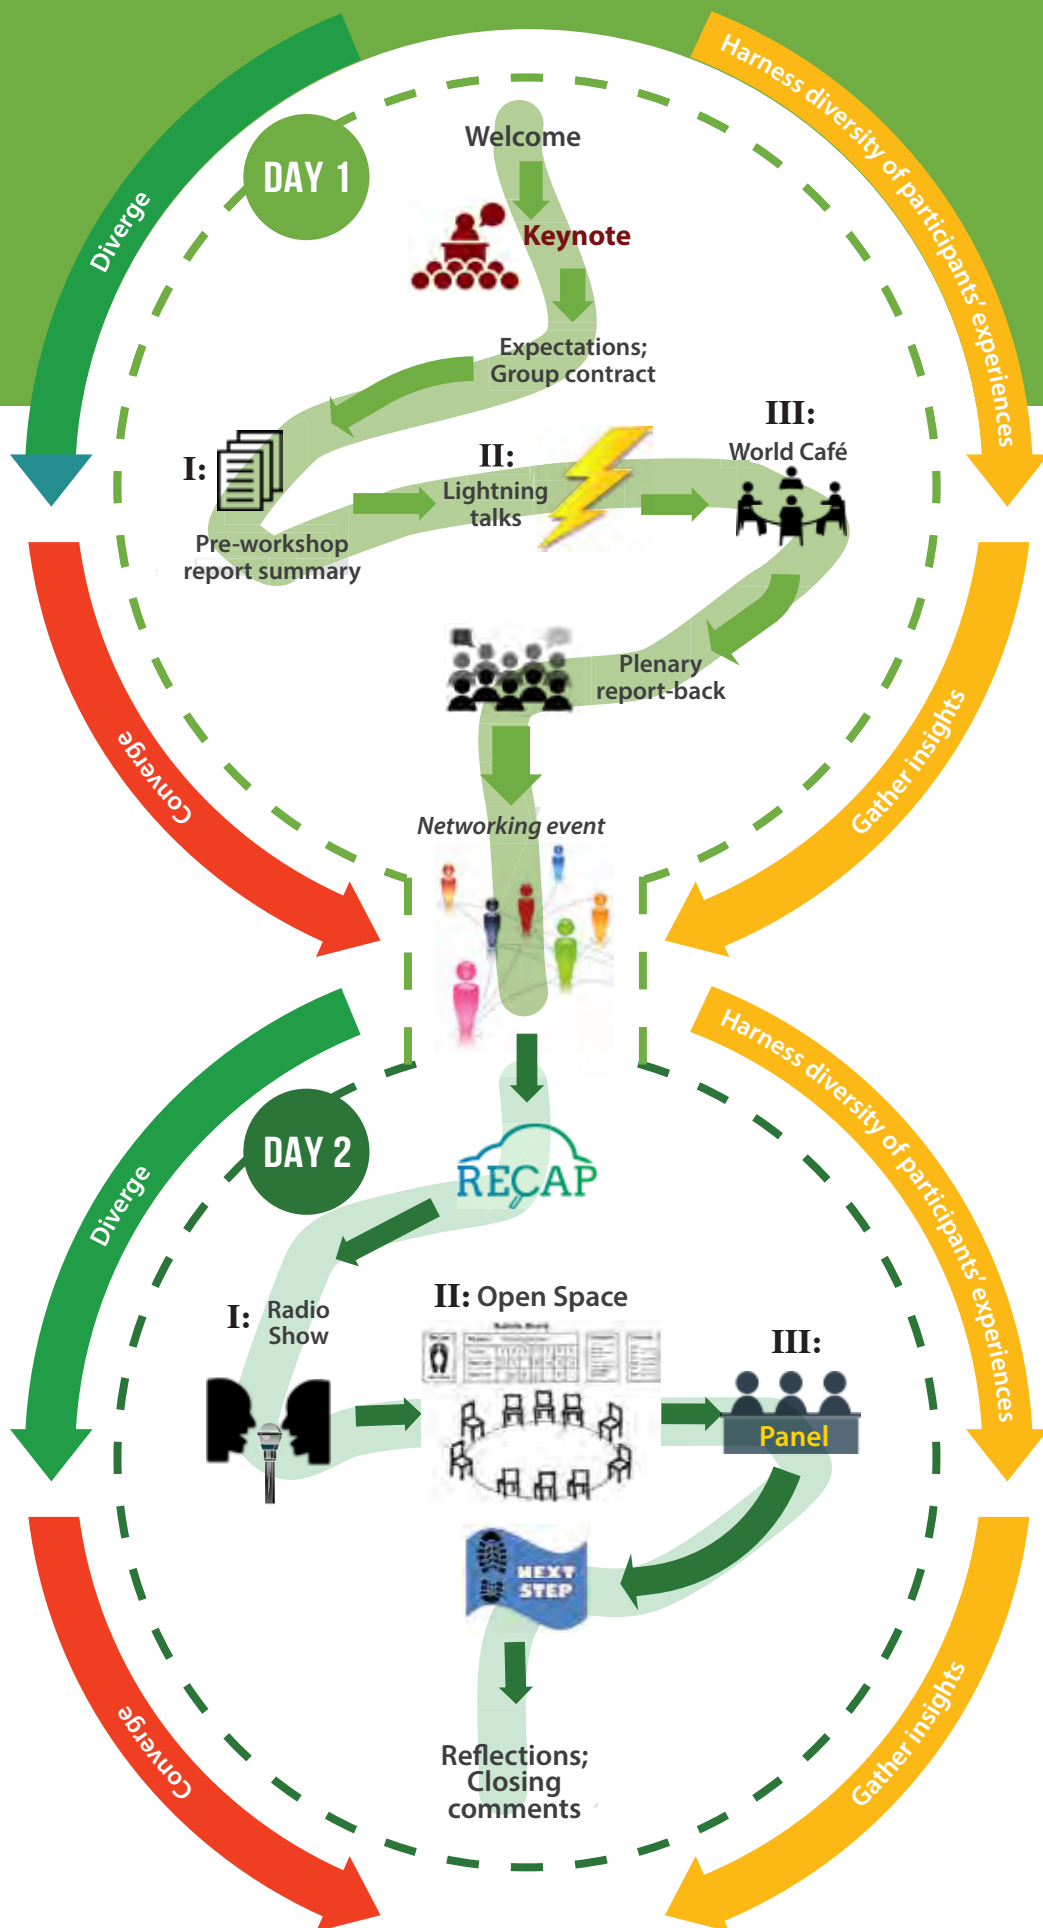 Diverge
Harness diversity of participants' experiences
DAY 1
Welcome
Keynote
Expectations;
Group contract
I:
Pre-workshop
report summary
II:
Lightning
talks
III:
World Café
Plenary
report-back
Converge
Gather insights
Networking event
Diverge
Harness diversity of participants' experiences
DAY 2
RECAP
I: Radio
Show
II: Open Space
III:
Panel
NEXT
STEP
Converge
Gather insights
Reflections;
Closing
comments